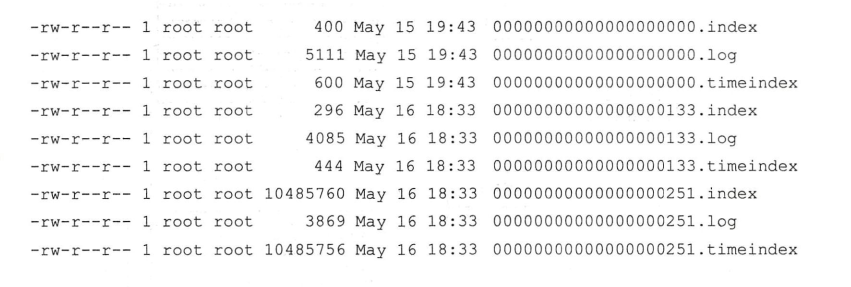 -rw-r--r-- 1 root root 400 May 15 19:43 00000000000000000000.index
-rw-r--r-- 1 root root 5111 May 15 19:43 00000000000000000000.log
-rw-r--r-- 1 root root 600 May 15 19:43 00000000000000000000.timeindex
-rw-r--r-- 1 root root 296 May 16 18:33 00000000000000000133.index
-rw-r--r-- 1 root root 4085 May 16 18:33 00000000000000000133.log
-rw-r--r-- 1 root root 444 May 16 18:33 00000000000000000133.timeindex
-rw-r--r-- 1 root root 10485760 May 16 18:33 00000000000000000251.index
-rw-r--r-- 1 root root 3869 May 16 18:33 00000000000000000251.log
-rw-r--r-- 1 root root 10485756 May 16 18:33 00000000000000000251.timeindex